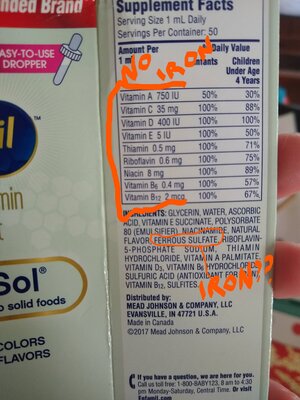 nded Brand
Supplement Facts
Serving Size 1 mL Daily
Servings Per Container: 50
EASY-TO-USE
DROPPER
Amount Per
1 m
Daily Value
nfants
Children
Under Age
4 Years
NO IRON
Vitamin A 750 IU 50% 30%
Vitamin C 35 mg 100% 88%
Vitamin D 400 IU 100% 100%
Vitamin E 5 IU 100% 50%
Thiamin 0.5 mg 100% 71%
Riboflavin 0.6 mg 100% 75%
Niacin 8 mg 100% 89%
Vitamin B6 0.4 mg 100% 57%
Vitamin B12 2 mcg 100% 67%
il
min
t
Sol®
o solid foods
COLORS
FLAVORS
INGREDIENTS: GLYCERIN, WATER, ASCORBIC
ACID, VITAMIN E SUCCINATE, POLYSORBATE
80 (EMULSIFIER), NIACINAMIDE, NATURAL
FLAVOR, FERROUS SULFATE, RIBOFLAVIN-
5-PHOSPHATE SODIUM, THIAMIN
HYDROCHLORIDE, VITAMIN A PALMITATE,
VITAMIN D3, VITAMIN B6 HYDROCHLORIDE,
SODIUM ASCORBATE (ANTIOXIDANT FOR
VITAMIN B12, SULFITES.
IRON?
Distributed by:
MEAD JOHNSON & COMPANY, LLC
EVANSVILLE, IN 47721 U.S.A.
Made in Canada
©2017 Mead Johnson & Company, LLC
If you have a question, we are here for you.
Call us toll free: 1-800-BABY123, 8 am to 4:30
pm Monday-Saturday, Central Time. Or visit
Enfamil.com